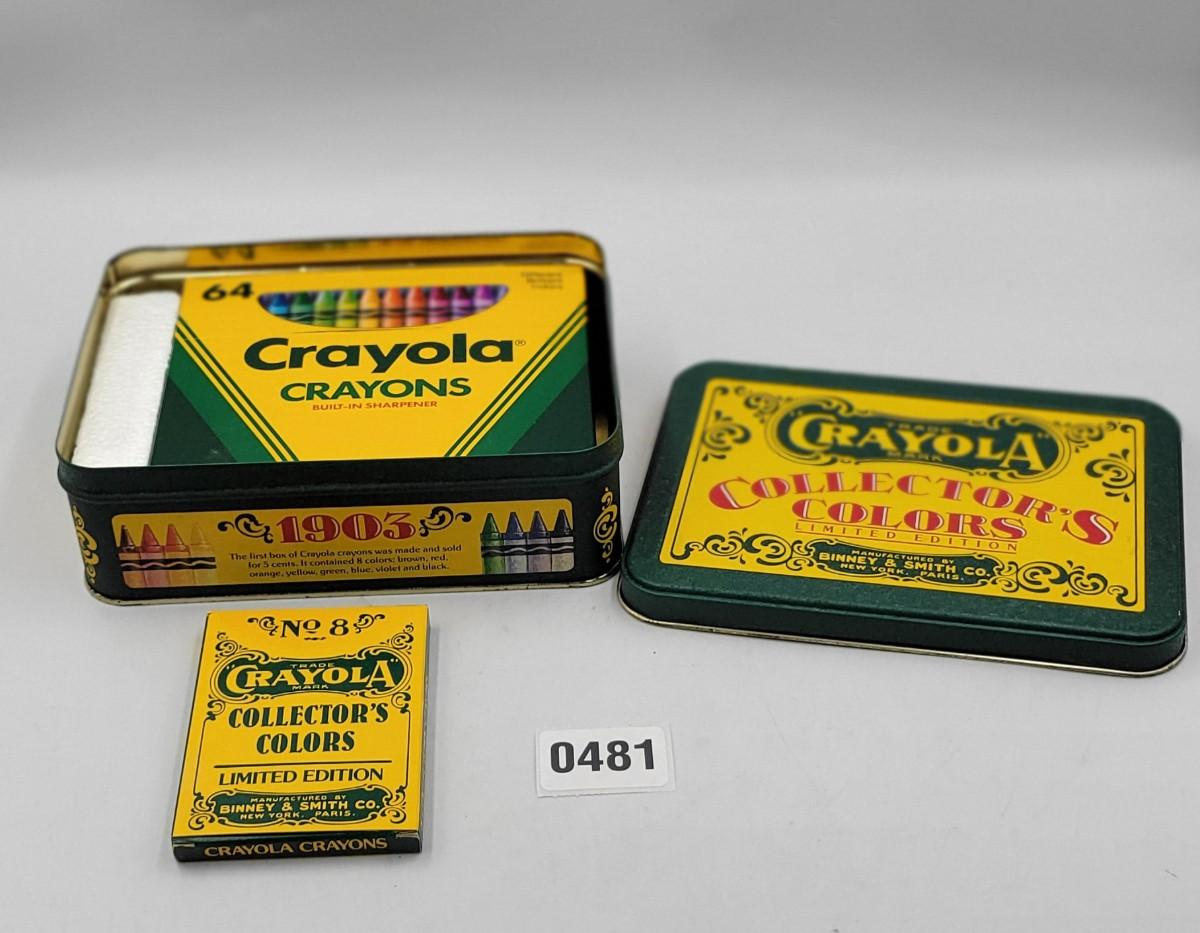 64
Different
Brilliant
Colors
Crayola®
CRAYONS
BUILT-IN SHARPENER
1903
The first box of Crayola crayons was made and sold
for 5 cents. It contained 8 colors: brown, red,
orange, yellow, green, blue, violet and black.
TRADE
"CRAYOLA"
MARK
COLLECTOR'S
COLORS
LIMITED EDITION
MANUFACTURED BY
BINNEY & SMITH CO.
NEW YORK, PARIS.
No 8
TRADE
"CRAYOLA"
MARK
COLLECTOR'S
COLORS
LIMITED EDITION
MANUFACTURED BY
BINNEY & SMITH CO.
NEW YORK, PARIS.
CRAYOLA CRAYONS
0481